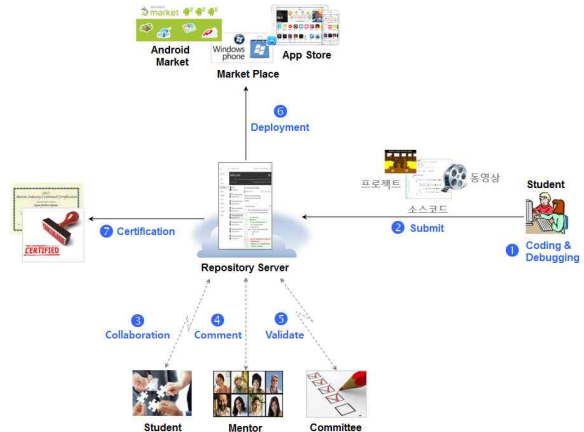 market
Android
Market
Windows
phone
App Store
Market Place
6
Deployment
프로젝트
동영상
소스코드
Student
2 Submit
1 Coding &
Debugging
CERTIFIED
7 Certification
Repository Server
3
Collaboration
4
Comment
5
Validate
Student
Mentor
Committee